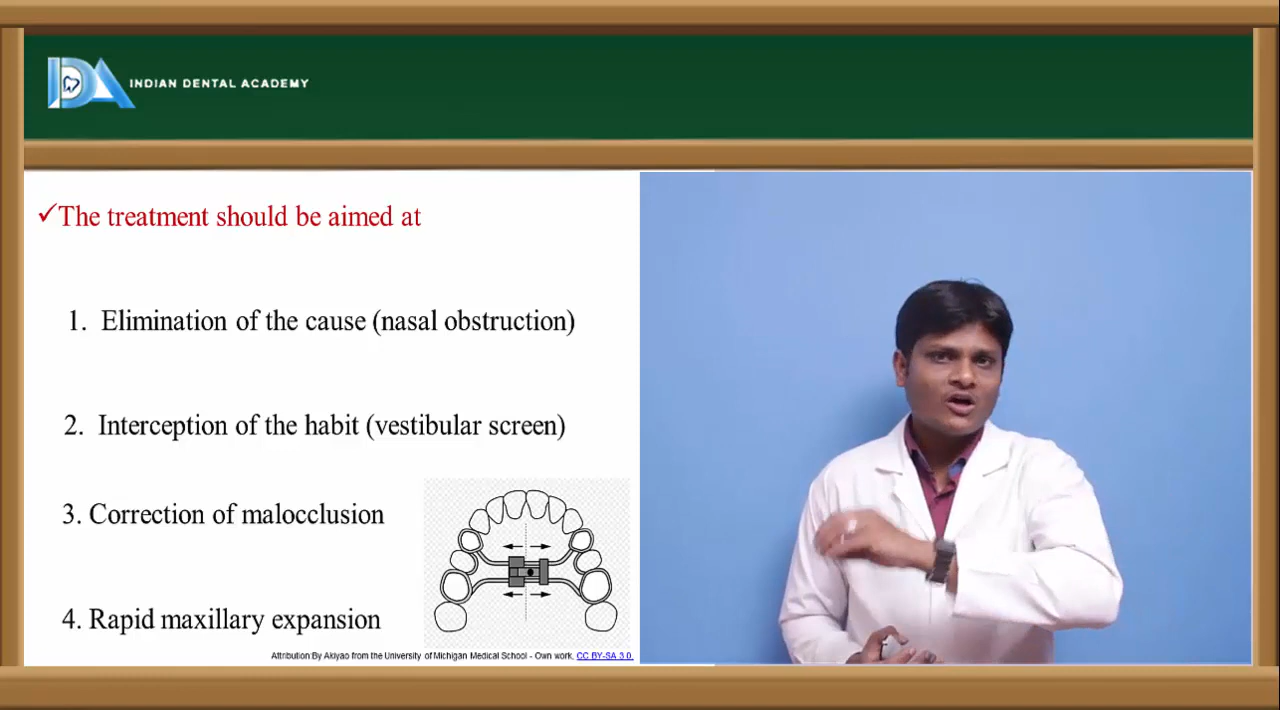 INDIAN DENTAL ACADEMY
✓The treatment should be aimed at
1. Elimination of the cause (nasal obstruction)
2. Interception of the habit (vestibular screen)
3. Correction of malocclusion
4. Rapid maxillary expansion
Attribution:By Akiyao from the University of Michigan Medical School - Own work, CC BY-SA 3.0,